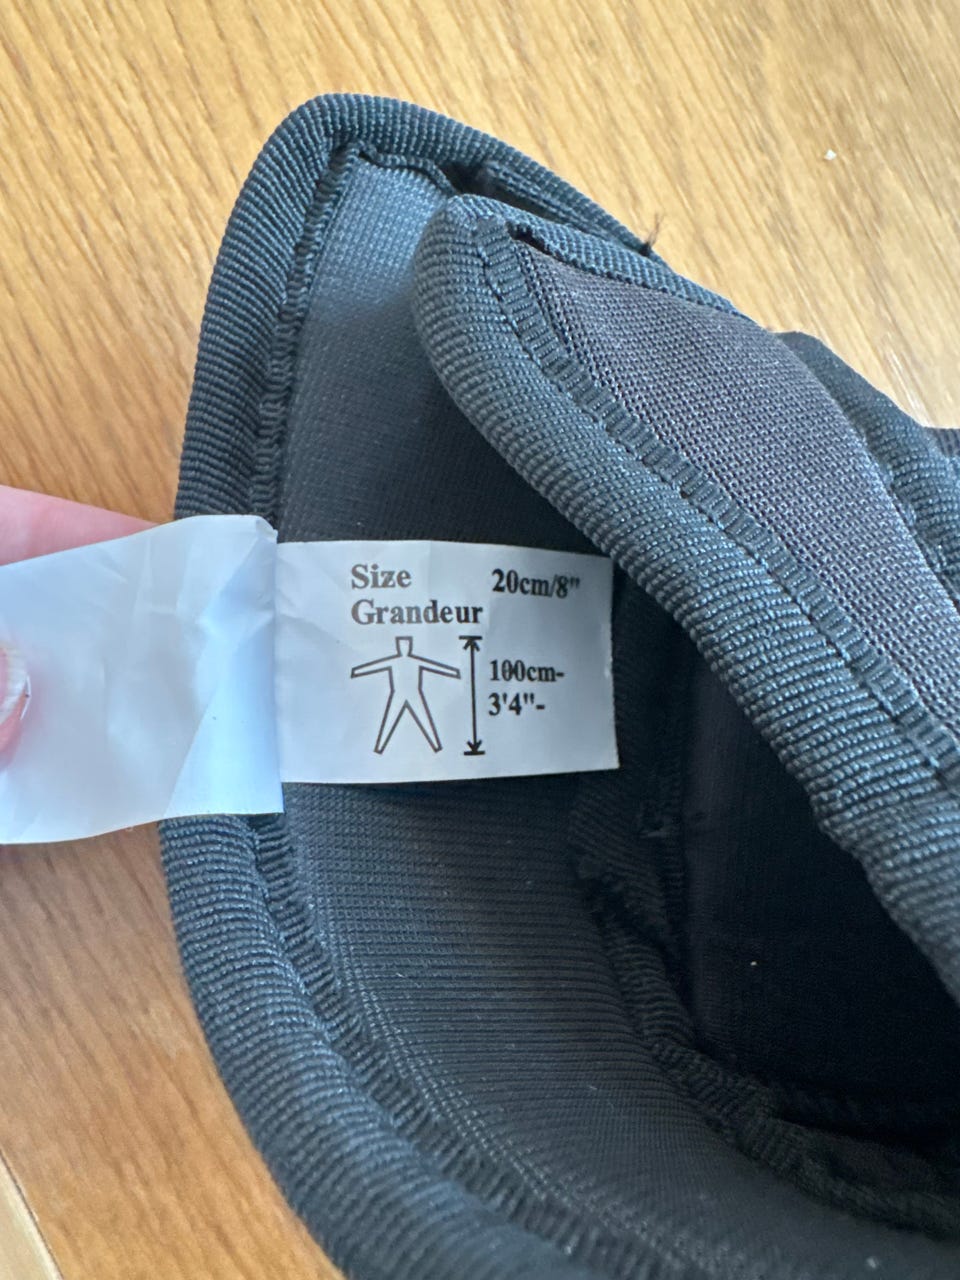 Size 20cm/8"
Grandeur
100cm-
3'4"-